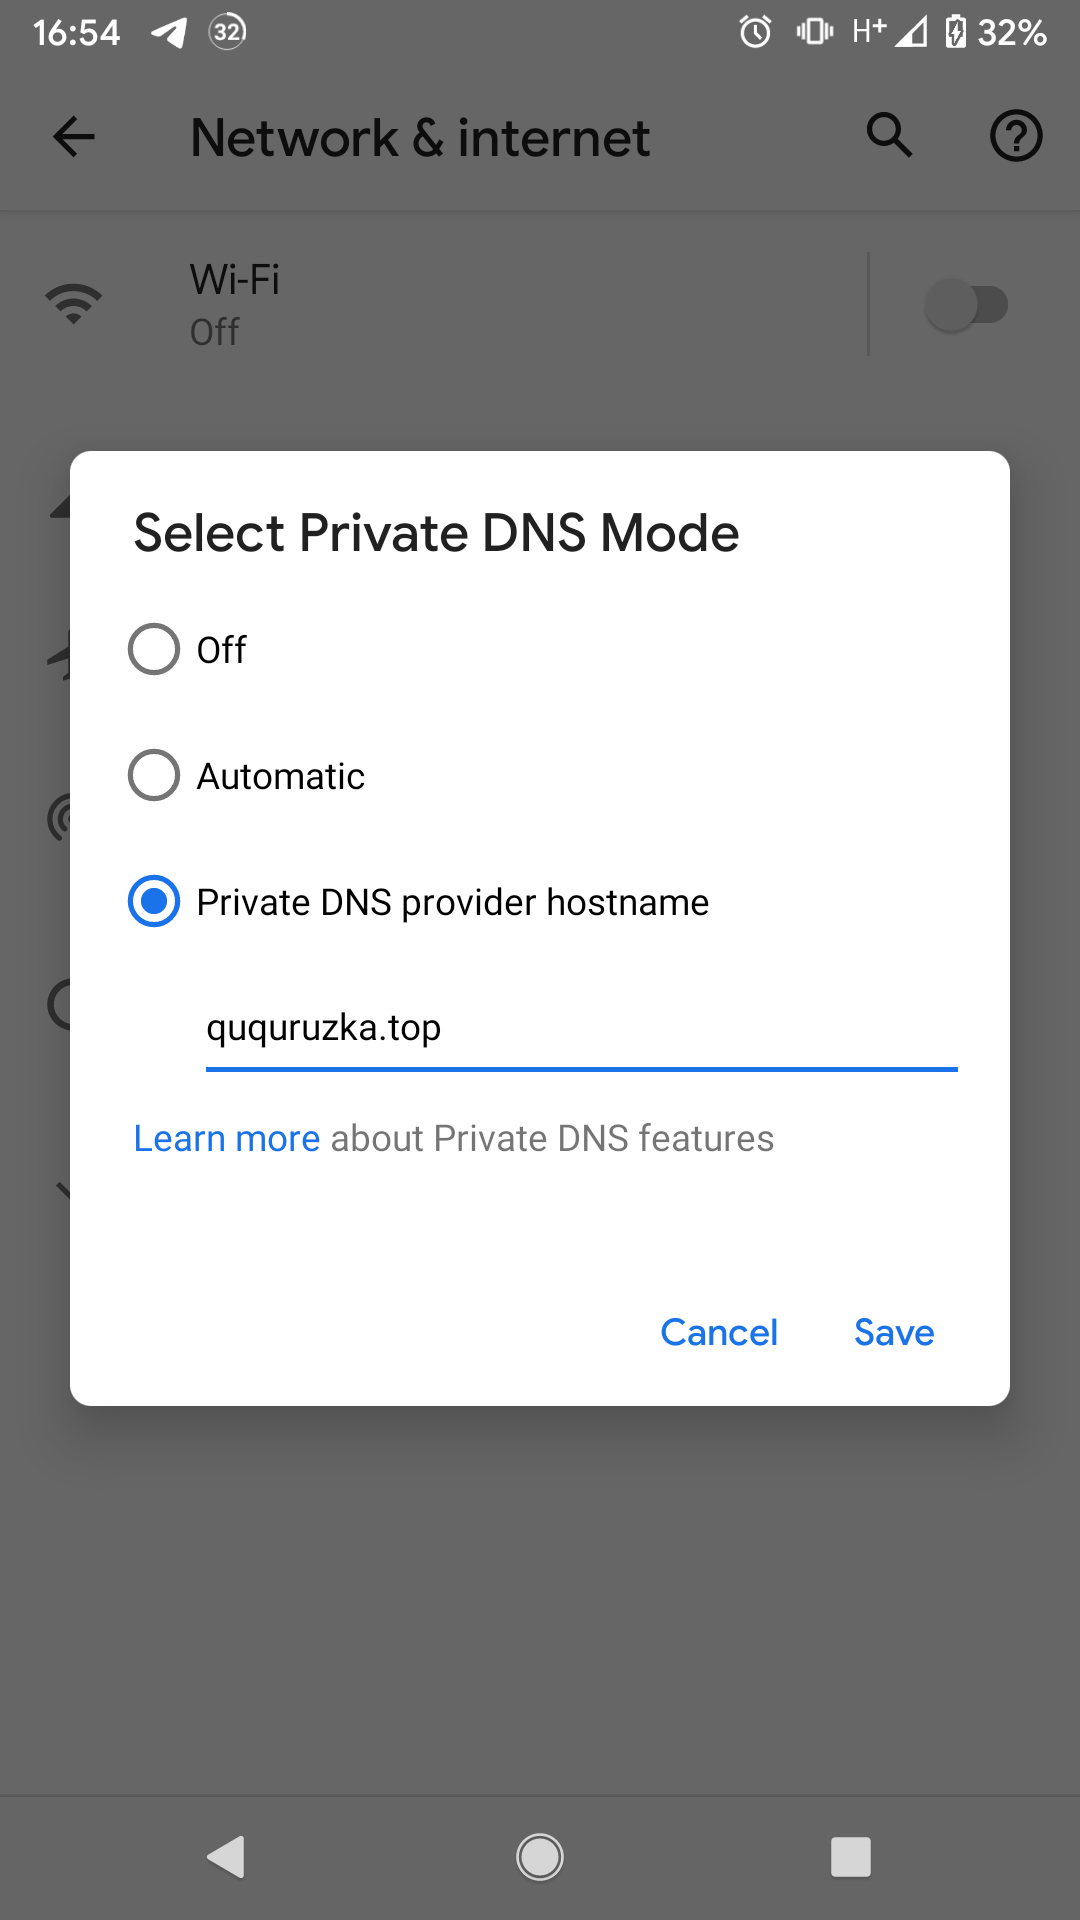 16:54
32
H+
32%
Network & internet
Wi-Fi
Off
Select Private DNS Mode
Off
Automatic
Private DNS provider hostname
ququruzka.top
Learn more about Private DNS features
Cancel
Save